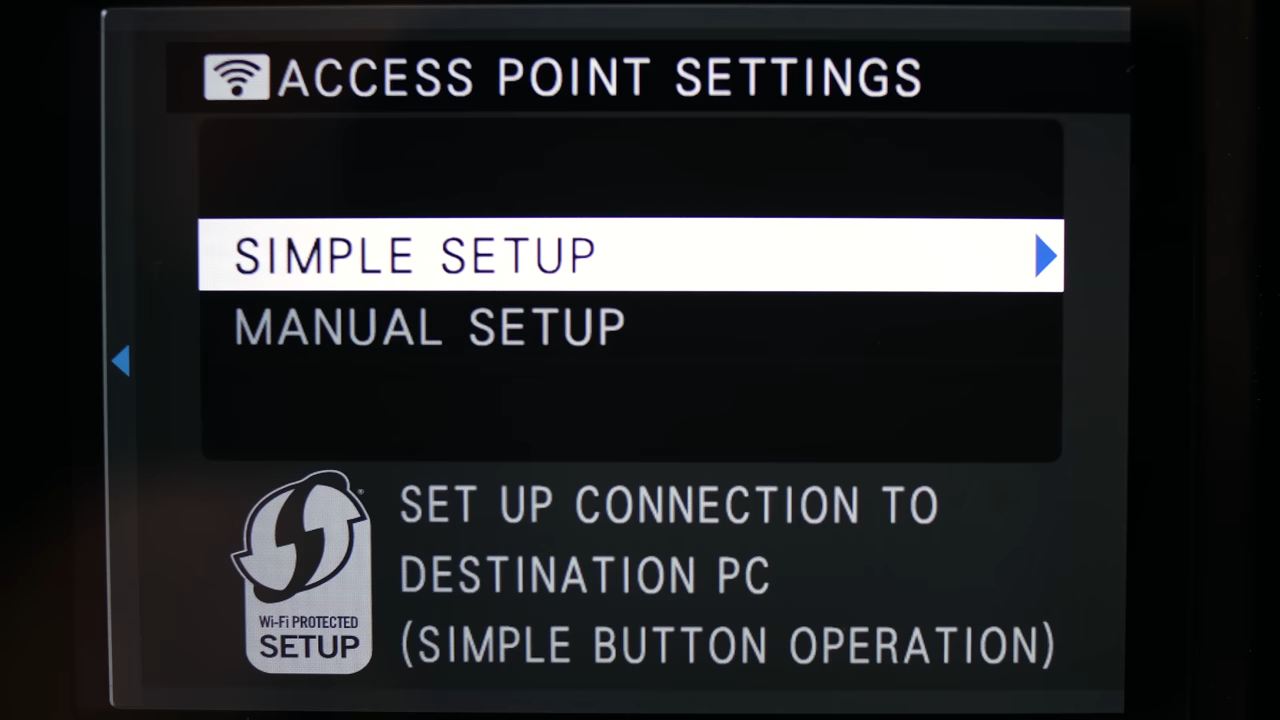 ACCESS POINT SETTINGS
SIMPLE SETUP
MANUAL SETUP
SET UP CONNECTION TO
DESTINATION PC
(SIMPLE BUTTON OPERATION)
Wi-Fi PROTECTED
SETUP